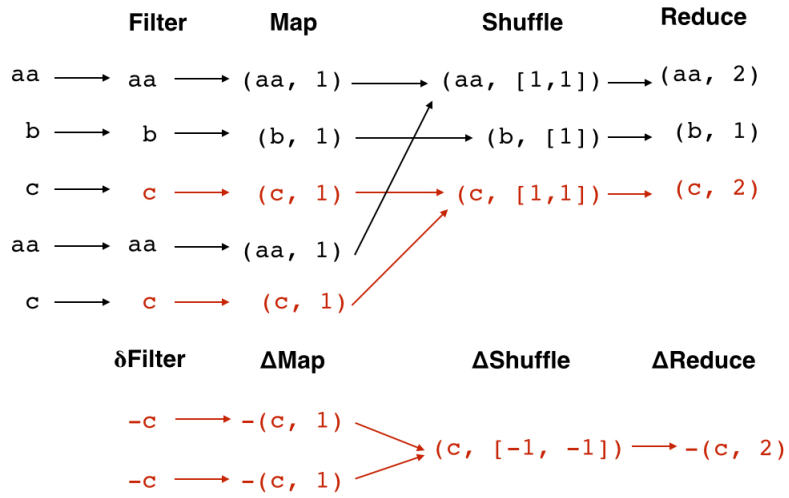 Filter Map Shuffle Reduce
aa aa (aa, 1) (aa, [1,1]) (aa, 2)
b b (b, 1) (b, [1]) (b, 1)
c c (c, 1) (c, [1,1]) (c, 2)
aa aa (aa, 1)
c c (c, 1)
δFilter ΔMap ΔShuffle ΔReduce
-c -(c, 1)
(c, [-1, -1]) -(c, 2)
-c -(c, 1)